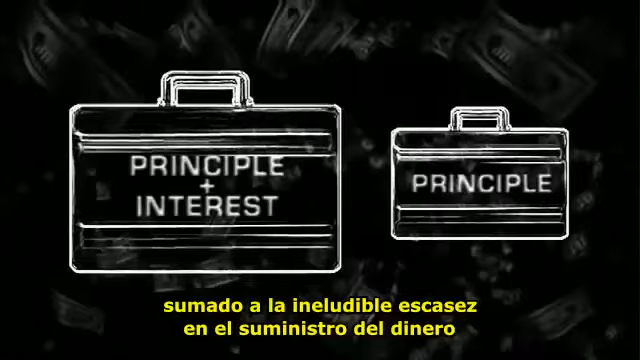 PRINCIPLE
+
INTEREST
PRINCIPLE
sumado a la ineludible escasez
en el suministro del dinero